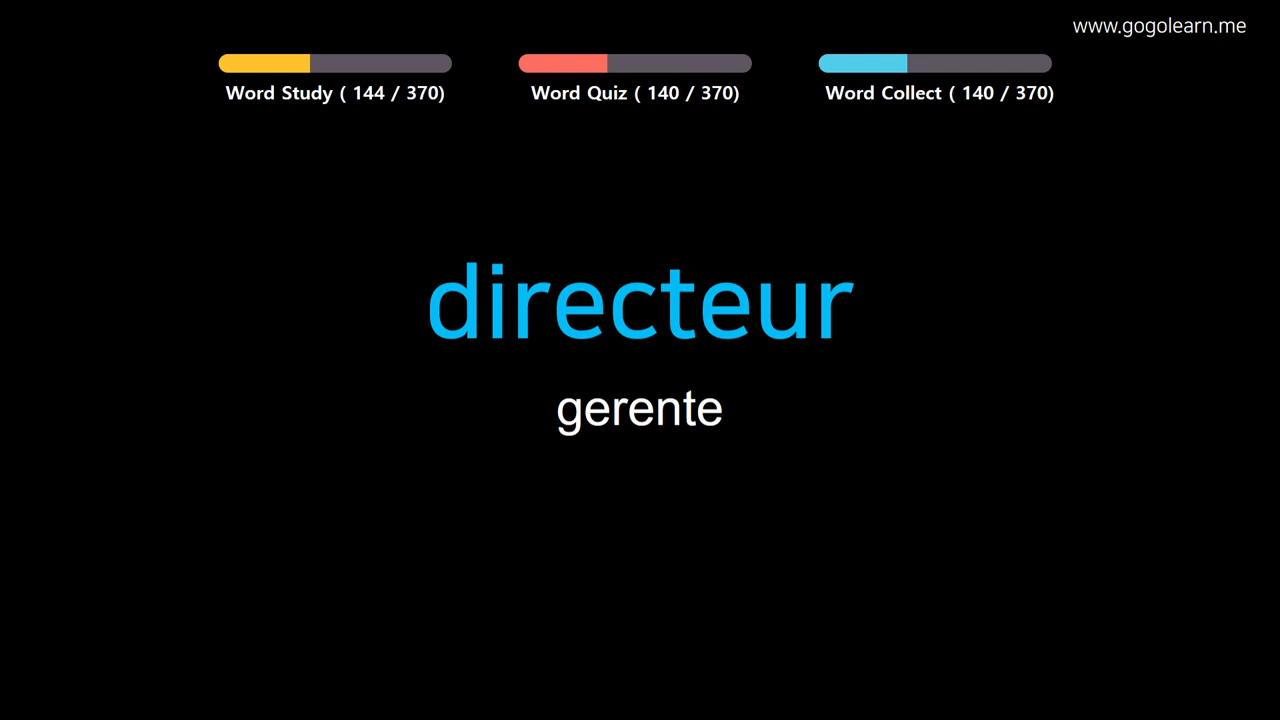 www.gogolearn.me
Word Study ( 144 / 370)
Word Quiz ( 140 / 370)
Word Collect ( 140 / 370)
directeur
gerente